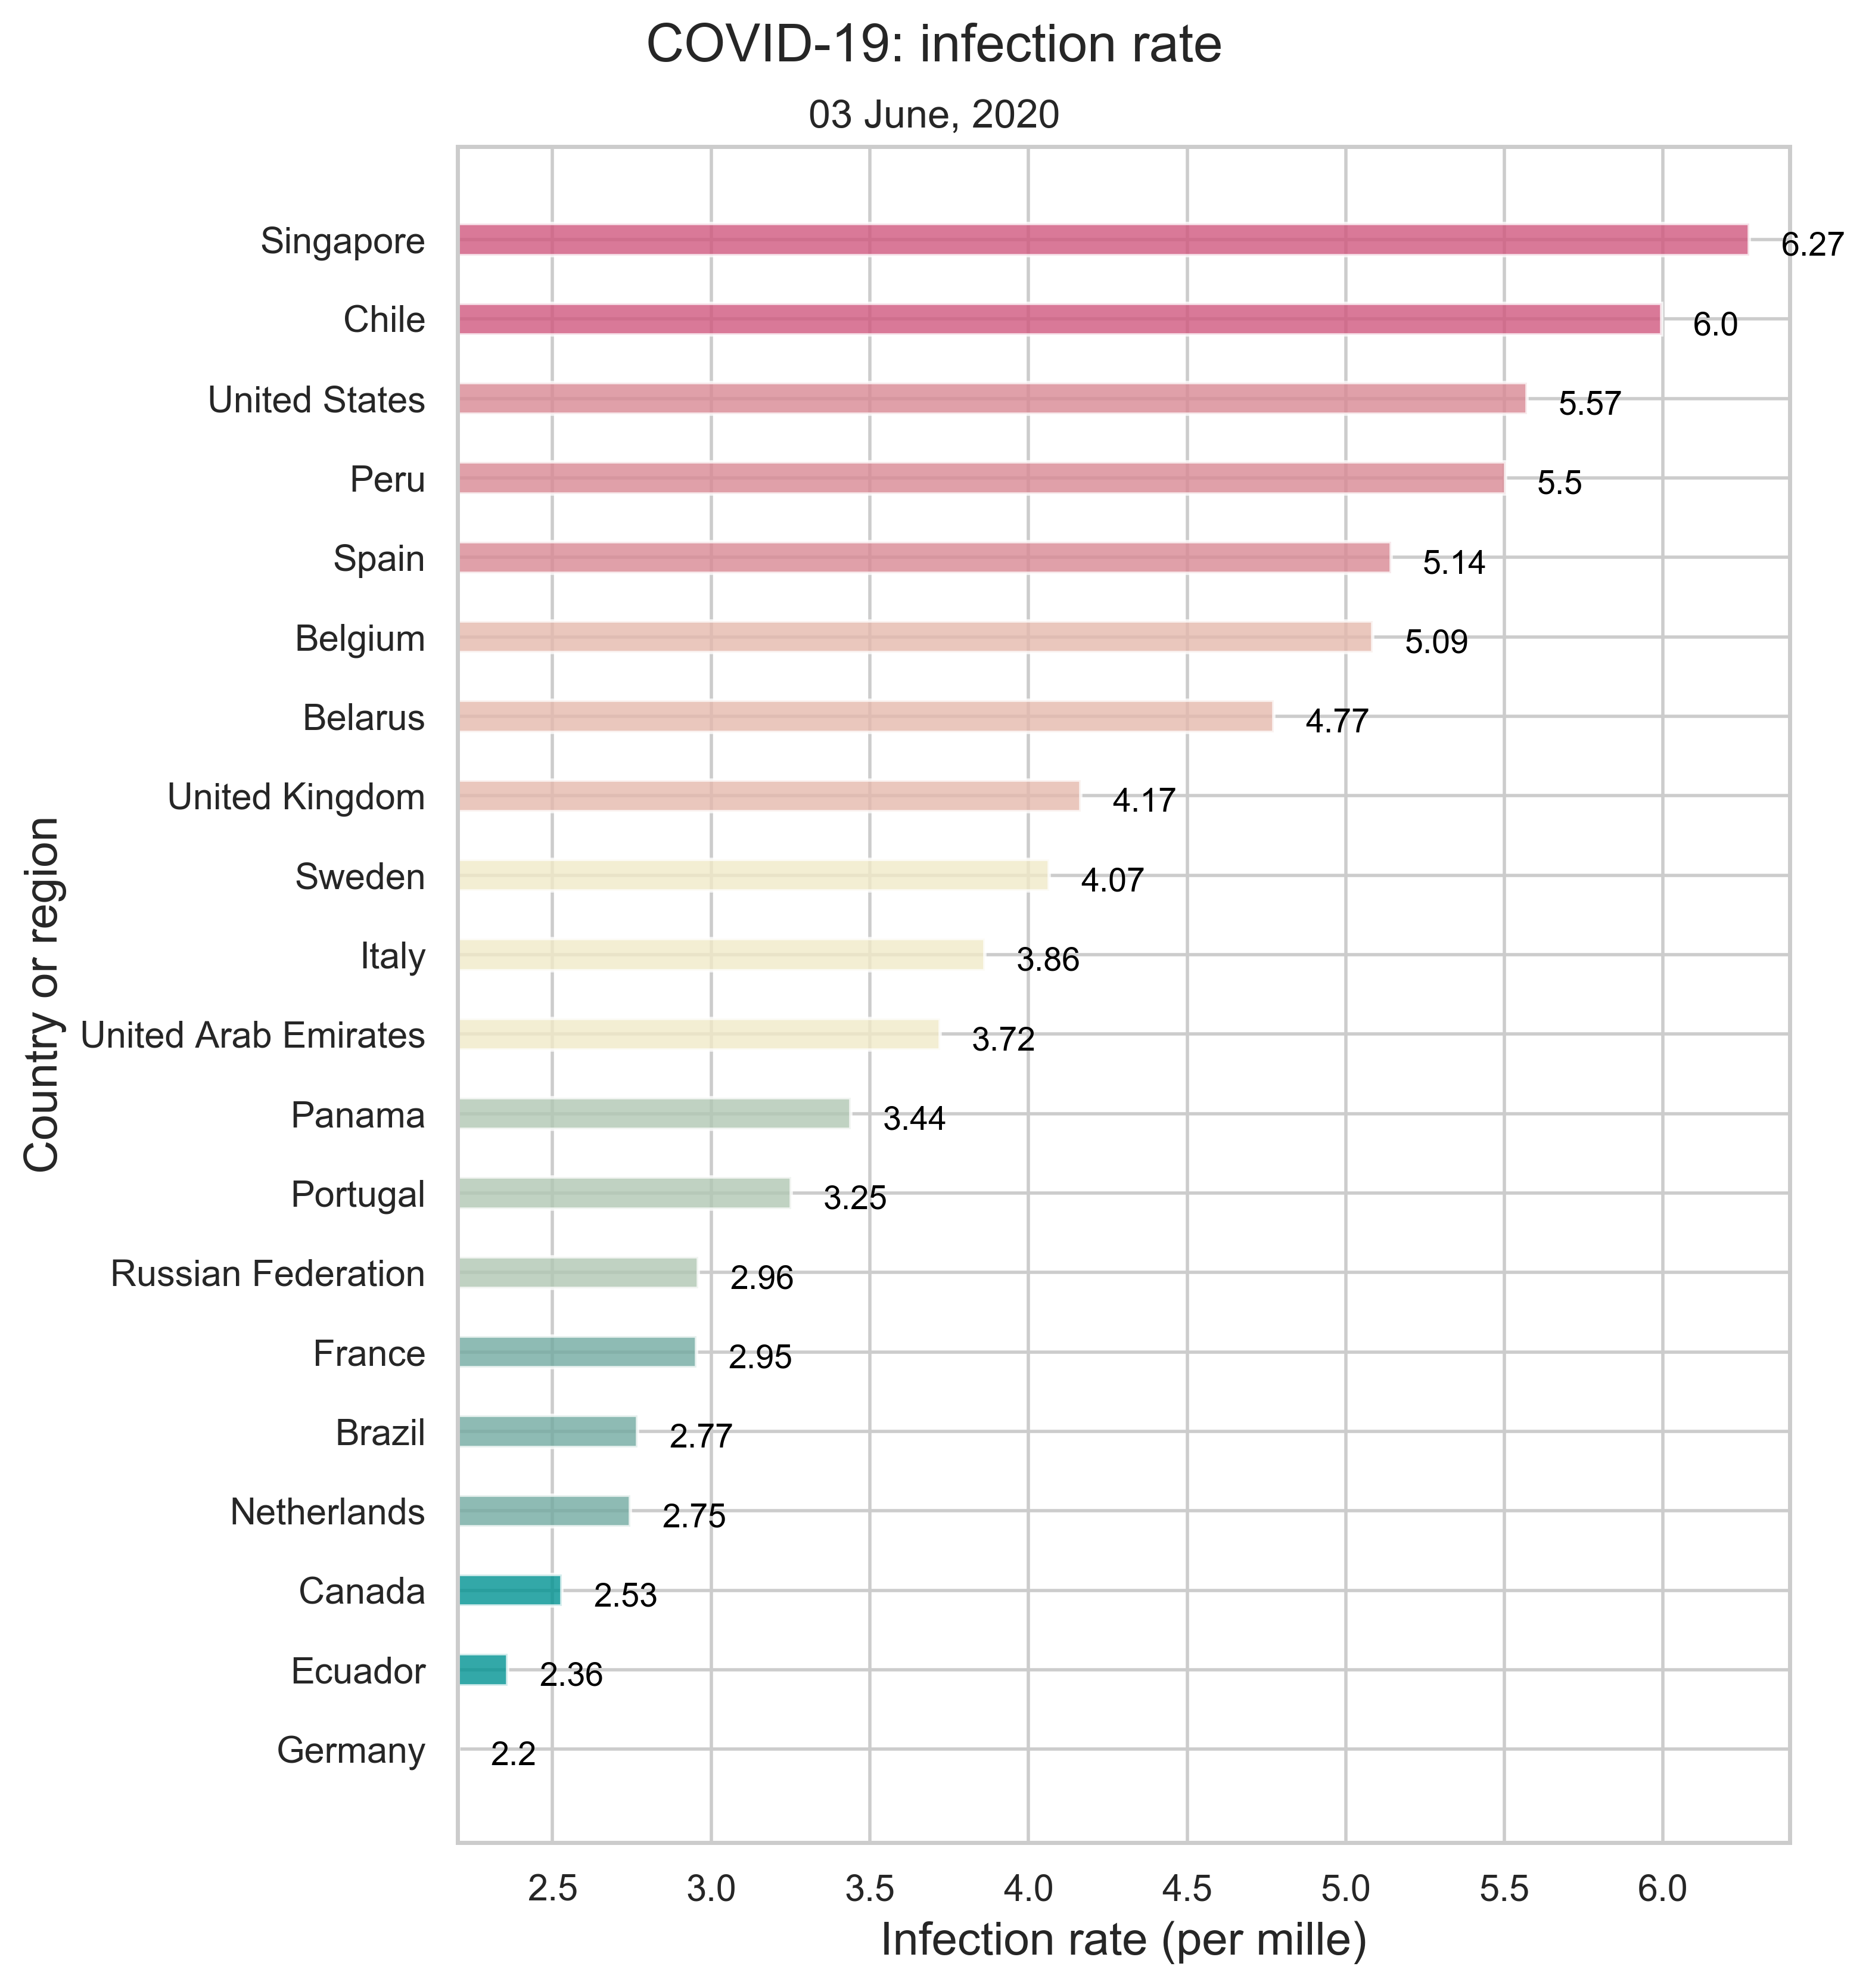 COVID-19: infection rate
03 June, 2020
Country or region
Singapore 6.27
Chile 6.0
United States 5.57
Peru 5.5
Spain 5.14
Belgium 5.09
Belarus 4.77
United Kingdom 4.17
Sweden 4.07
Italy 3.86
United Arab Emirates 3.72
Panama 3.44
Portugal 3.25
Russian Federation 2.96
France 2.95
Brazil 2.77
Netherlands 2.75
Canada 2.53
Ecuador 2.36
Germany 2.2
2.5 3.0 3.5 4.0 4.5 5.0 5.5 6.0
Infection rate (per mille)